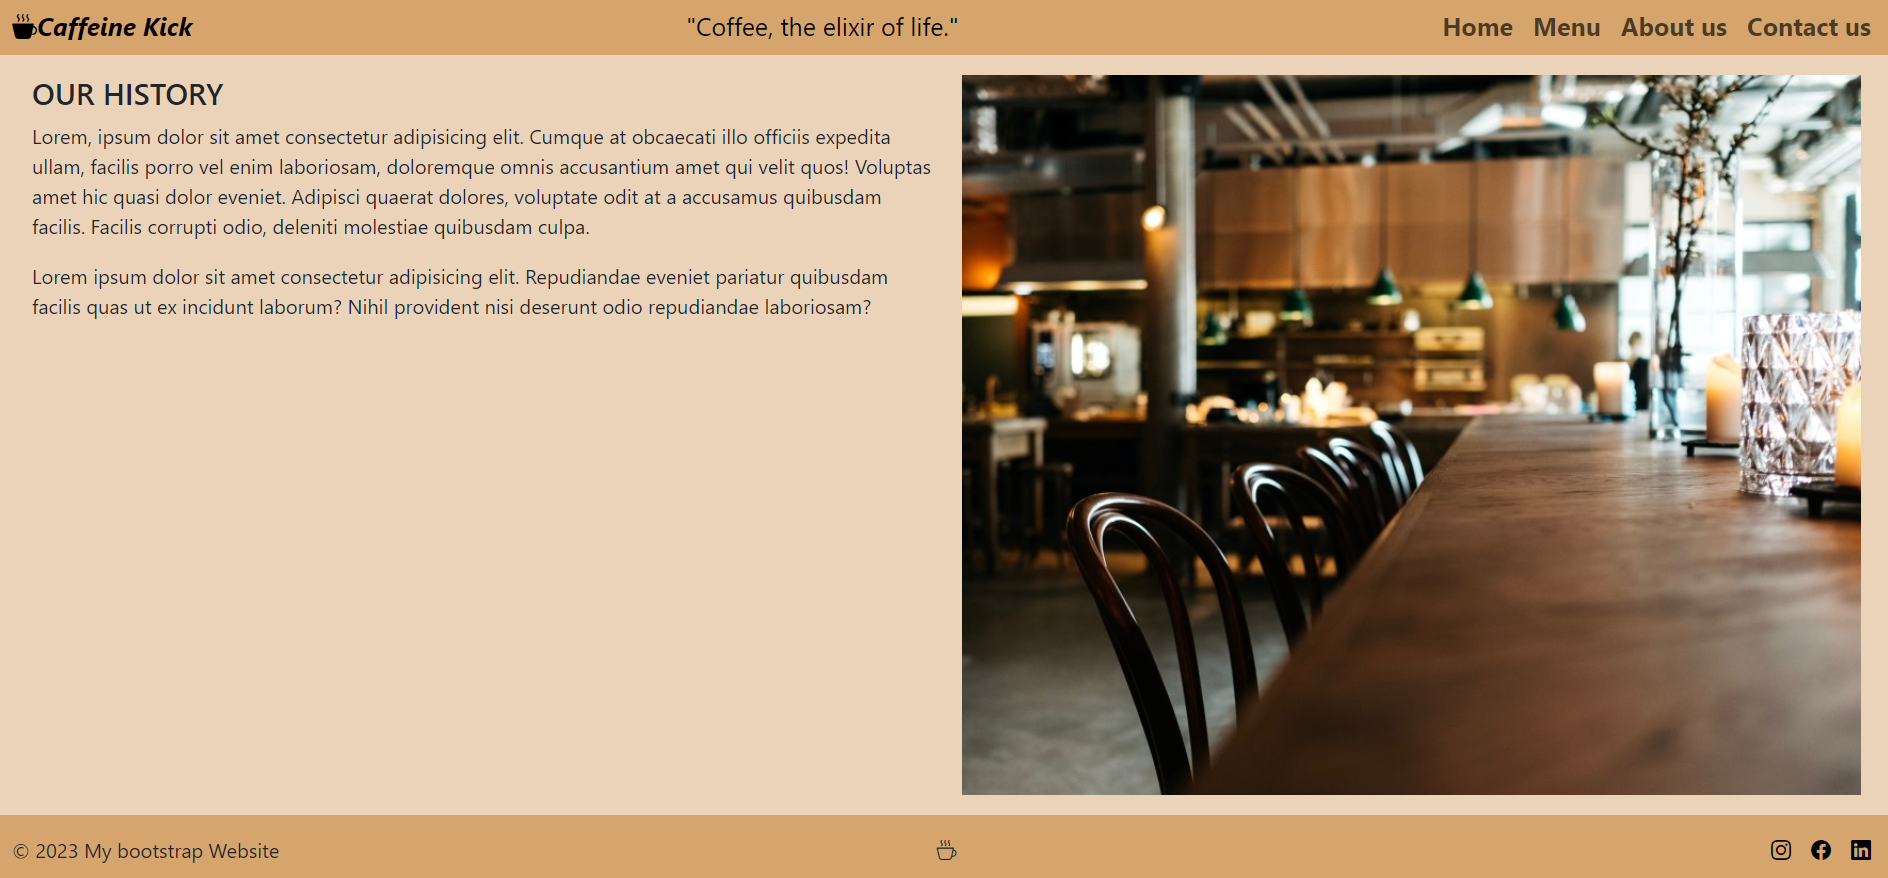 Caffeine Kick
"Coffee, the elixir of life."
Home Menu About us Contact us
OUR HISTORY
Lorem, ipsum dolor sit amet consectetur adipisicing elit. Cumque at obcaecati illo officiis expedita
ullam, facilis porro vel enim laboriosam, doloremque omnis accusantium amet qui velit quos! Voluptas
amet hic quasi dolor eveniet. Adipisci quaerat dolores, voluptate odit at a accusamus quibusdam
facilis. Facilis corrupti odio, deleniti molestiae quibusdam culpa.
Lorem ipsum dolor sit amet consectetur adipisicing elit. Repudiandae eveniet pariatur quibusdam
facilis quas ut ex incidunt laborum? Nihil provident nisi deserunt odio repudiandae laboriosam?
© 2023 My bootstrap Website